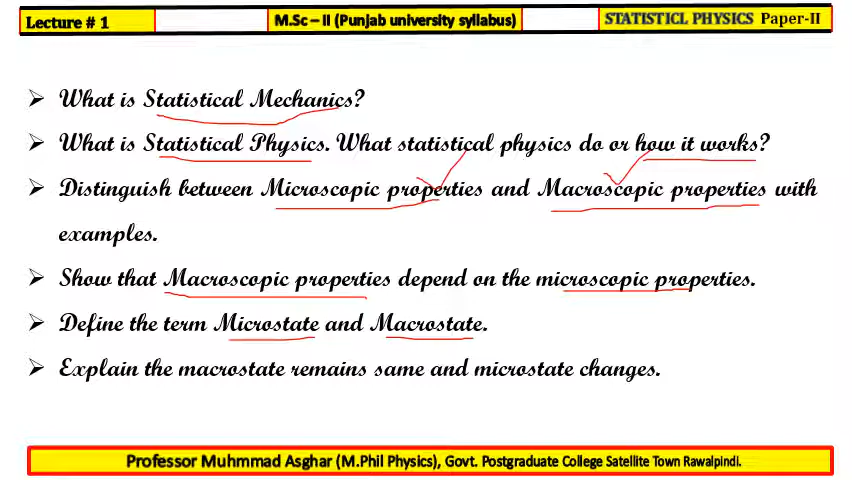 Lecture # 1
M.Sc – II (Punjab university syllabus)
STATISTICL PHYSICS Paper-II
➢ What is Statistical Mechanics?
➢ What is Statistical Physics. What statistical physics do or how it works?
➢ Distinguish between Microscopic properties and Macroscopic properties with
examples.
➢ Show that Macroscopic properties depend on the microscopic properties.
➢ Define the term Microstate and Macrostate.
➢ Explain the macrostate remains same and microstate changes.
Professor Muhmmad Asghar (M.Phil Physics), Govt. Postgraduate College Satellite Town Rawalpindi.